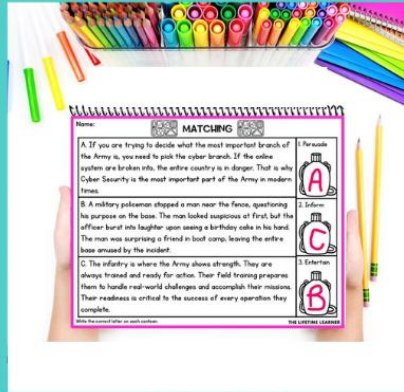 Name:
MATCHING
A. If you are trying to decide what the most important branch of
the Army is, you need to pick the cyber branch. If the online
system are broken into, the entire country is in danger. That is why
Cyber Security is the most important part of the Army in modern
times.
1. Persuade
A
B. A military policeman stopped a man near the fence, questioning
his purpose on the base. The man looked suspicious at first, but the
officer burst into laughter upon seeing a birthday cake in his hand.
The man was surprising a friend in boot camp, leaving the entire
base amused by the incident.
2. Inform
C
C. The infantry is where the Army shows strength. They are
always trained and ready for action. Their field training prepares
them to handle real-world challenges and accomplish their missions.
Their readiness is critical to the success of every operation they
complete.
3. Entertain
B
Write the correct letter on each canteen.
THE LIFETIME LEARNER